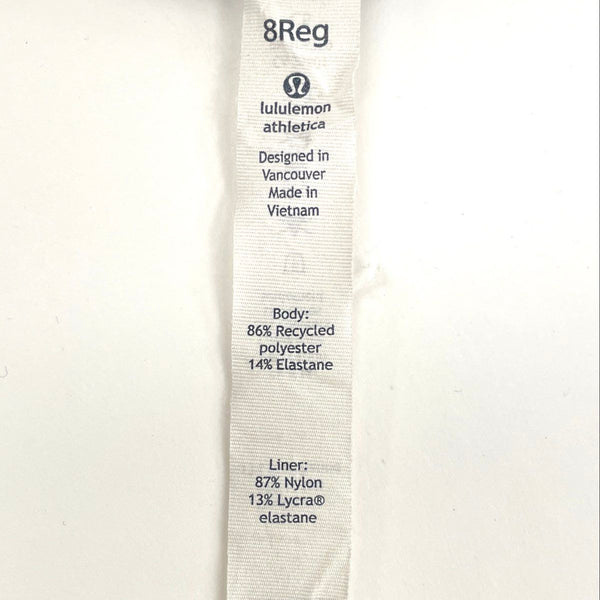 8Reg
lululemon
athletica
Designed in
Vancouver
Made in
Vietnam
Body:
86% Recycled
polyester
14% Elastane
Liner:
87% Nylon
13% Lycra®
elastane